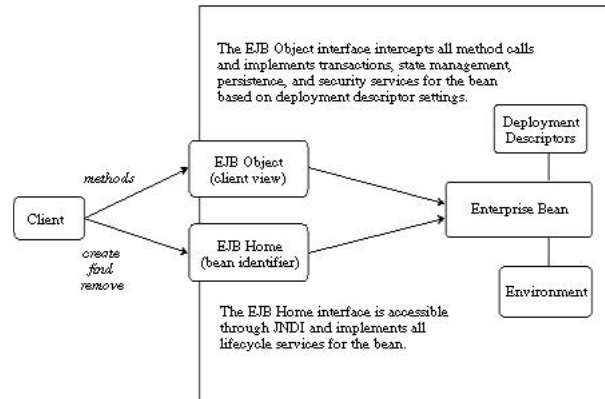 The EJB Object interface intercepts all method calls
and implements transactions, state management,
persistence, and security services for the bean
based on deployment descriptor settings.
Deployment
Descriptors
EJB Object
(client view)
methods
Client
Enterprise Bean
EJB Home
(bean identifier)
create
find
remove
Environment
The EJB Home interface is accessible
through JNDI and implements all
lifecycle services for the bean.